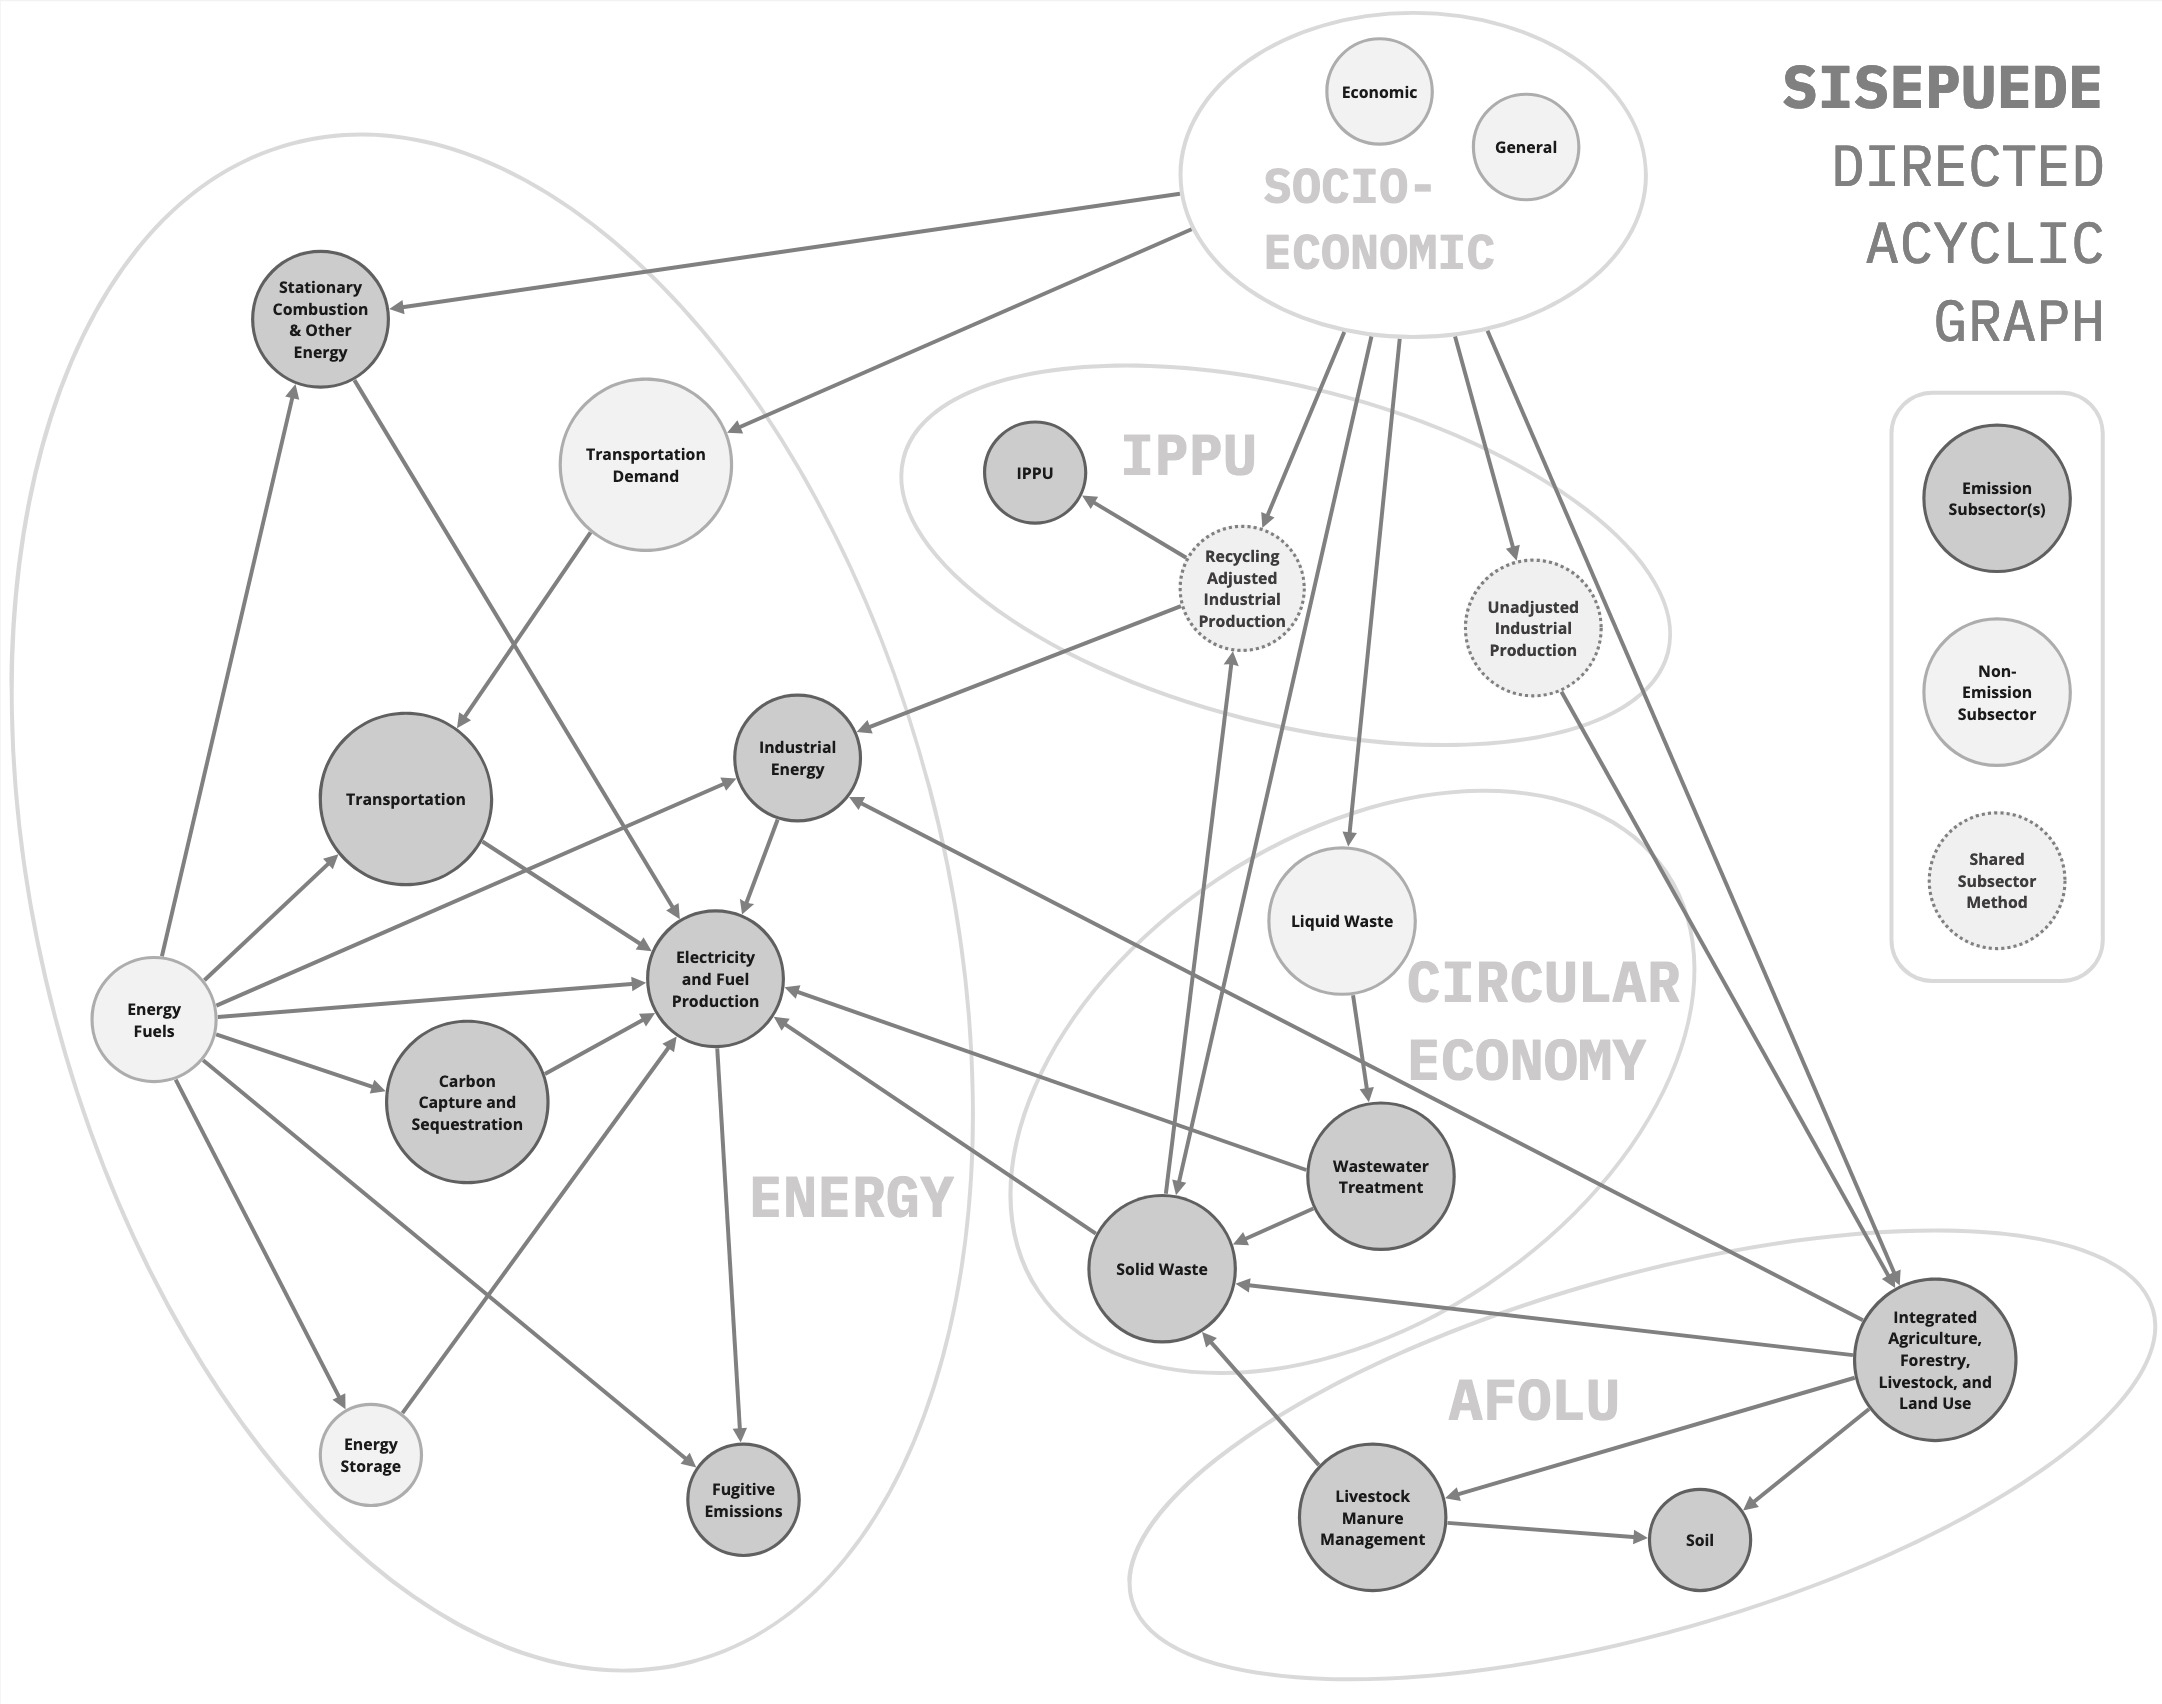 SISEPUEDE
DIRECTED
ACYCLIC
GRAPH
Economic
General
SOCIO-
ECONOMIC
Stationary
Combustion
& Other
Energy
Transportation
Demand
IPPU
IPPU
Recycling
Adjusted
Industrial
Production
Unadjusted
Industrial
Production
Emission
Subsector(s)
Non-
Emission
Subsector
Shared
Subsector
Method
Transportation
Industrial
Energy
Electricity
and Fuel
Production
Energy
Fuels
Carbon
Capture and
Sequestration
ENERGY
Energy
Storage
Fugitive
Emissions
Liquid Waste
CIRCULAR
ECONOMY
Wastewater
Treatment
Solid Waste
Integrated
Agriculture,
Forestry,
Livestock, and
Land Use
AFOLU
Livestock
Manure
Management
Soil